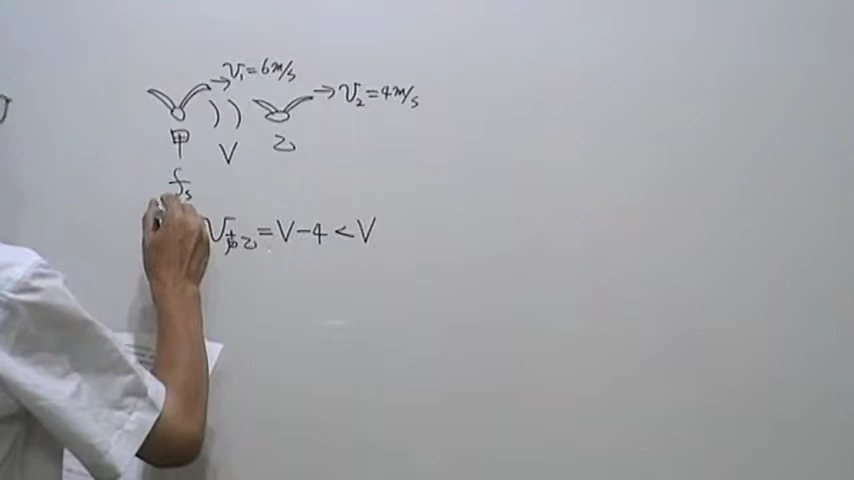 → V₁=6m/s
→ V₂=4m/s
甲 V 乙
fs
V声乙=V-4<V